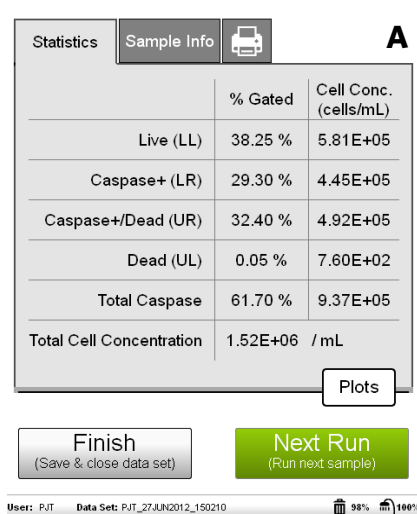 Statistics Sample Info A
% Gated Cell Conc.
(cells/mL)
Live (LL) 38.25 % 5.81E+05
Caspase+ (LR) 29.30 % 4.45E+05
Caspase+/Dead (UR) 32.40 % 4.92E+05
Dead (UL) 0.05 % 7.60E+02
Total Caspase 61.70 % 9.37E+05
Total Cell Concentration 1.52E+06 / mL
Plots
Finish Next Run
(Save & close data set) (Run next sample)
User: PJT Data Set: PJT_27JUN2012_150210 98% 100%